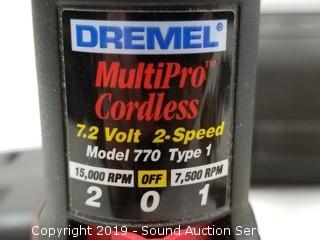 DREMEL®
MultiPro™
Cordless
7.2 Volt 2-Speed
Model 770 Type 1
15,000 RPM OFF 7,500 RPM
2 0 1
Copyright 2019 - Sound Auction Service